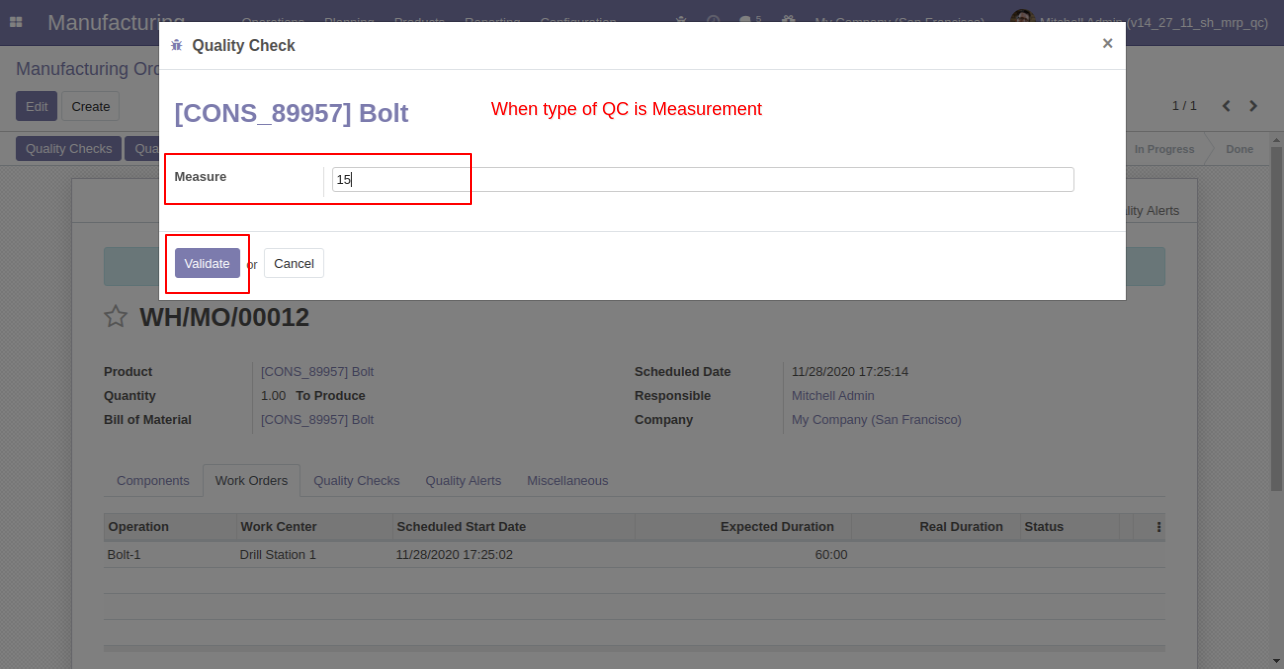 Manufacturing Operations Planning Products Reporting Configuration 5 My Company (San Francisco) Mitchell Admin (v14_27_11_sh_mrp_qc)
Quality Check ×
Manufacturing Ord
[CONS_89957] Bolt When type of QC is Measurement
Edit Create 1 / 1
Quality Checks Qua In Progress Done
Measure 15
lity Alerts
Validate or Cancel
WH/MO/00012
Product [CONS_89957] Bolt Scheduled Date 11/28/2020 17:25:14
Quantity 1.00 To Produce Responsible Mitchell Admin
Bill of Material [CONS_89957] Bolt Company My Company (San Francisco)
Components Work Orders Quality Checks Quality Alerts Miscellaneous
Operation Work Center Scheduled Start Date Expected Duration Real Duration Status
Bolt-1 Drill Station 1 11/28/2020 17:25:02 60:00